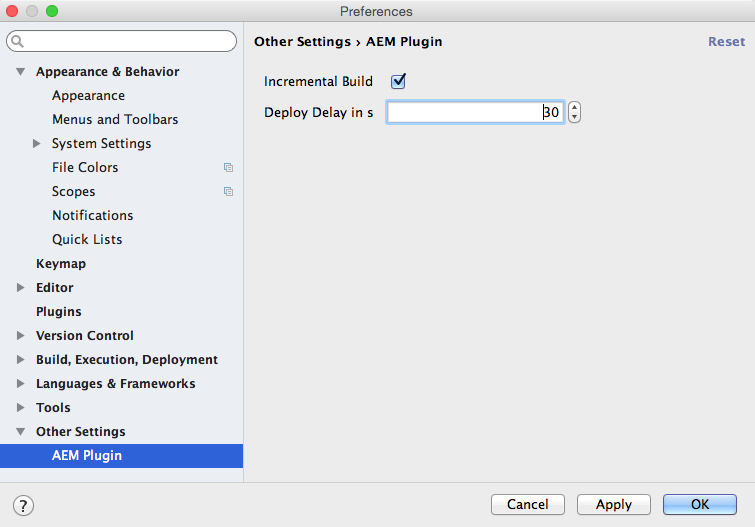 Preferences
Other Settings › AEM Plugin
Reset
Appearance & Behavior
Appearance
Menus and Toolbars
System Settings
File Colors
Scopes
Notifications
Quick Lists
Keymap
Editor
Plugins
Version Control
Build, Execution, Deployment
Languages & Frameworks
Tools
Other Settings
AEM Plugin
Incremental Build
Deploy Delay in s 30
?
Cancel
Apply
OK